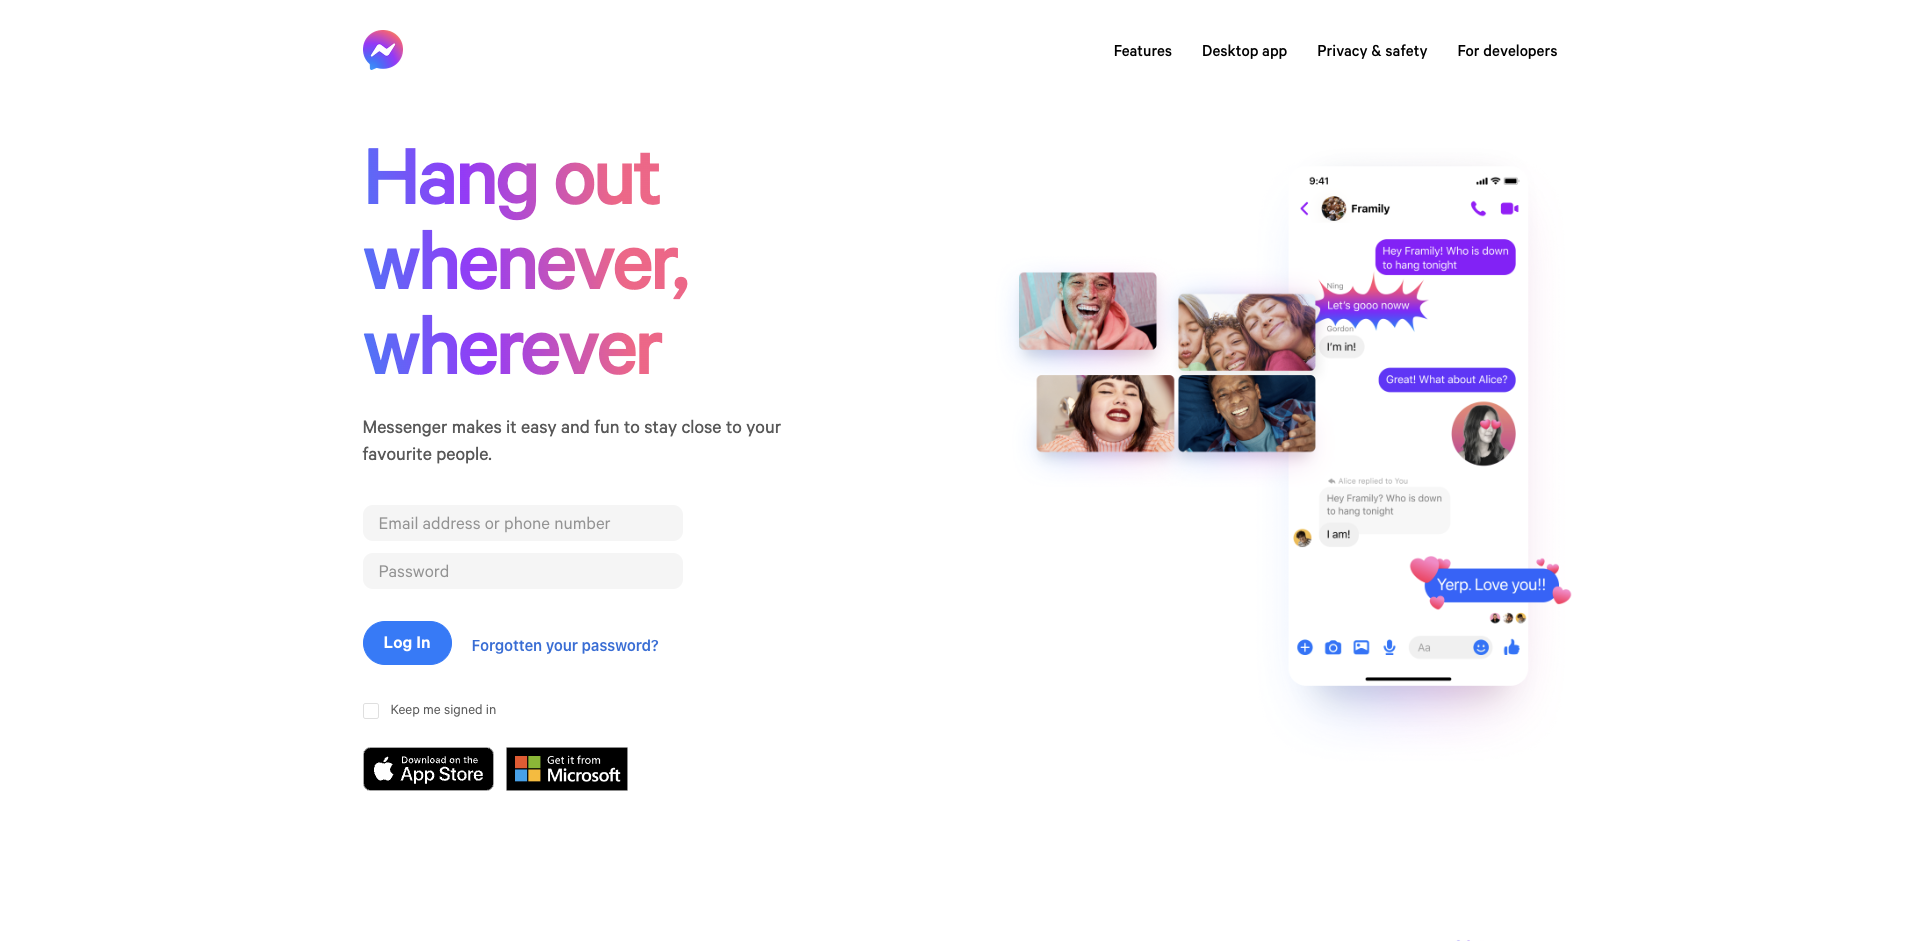 Features
Desktop app
Privacy & safety
For developers
Hang out
whenever,
wherever
Messenger makes it easy and fun to stay close to your
favourite people.
Email address or phone number
Password
Log In
Forgotten your password?
Keep me signed in
Download on the
App Store
Get it from
Microsoft
9:41
Framily
Hey Framily! Who is down
to hang tonight
Ning
Let's gooo noww
Gordon
I'm in!
Great! What about Alice?
Alice replied to You
Hey Framily? Who is down
to hang tonight
I am!
Yerp. Love you!!
Aa